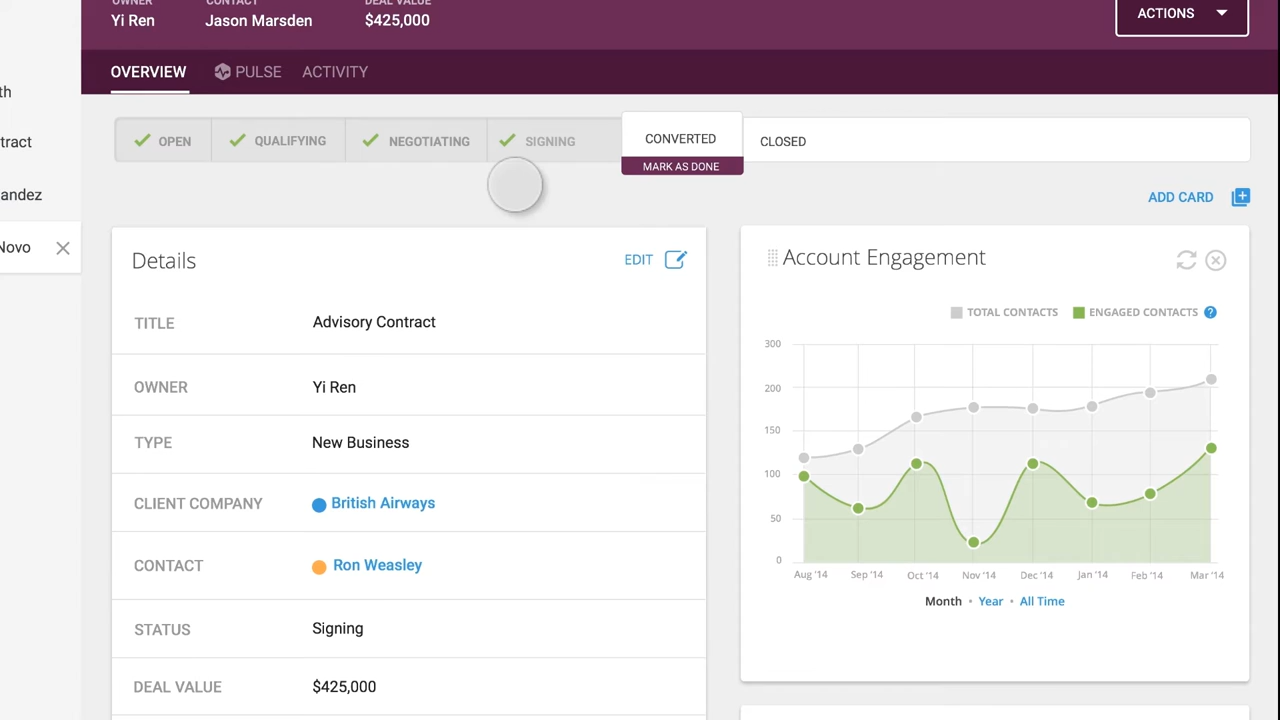 OWNER CONTACT DEAL VALUE
Yi Ren Jason Marsden $425,000
ACTIONS
OVERVIEW PULSE ACTIVITY
th
tract
andez
Novo
OPEN QUALIFYING NEGOTIATING SIGNING CONVERTED CLOSED
MARK AS DONE
ADD CARD
Details EDIT
TITLE Advisory Contract
OWNER Yi Ren
TYPE New Business
CLIENT COMPANY British Airways
CONTACT Ron Weasley
STATUS Signing
DEAL VALUE $425,000
Account Engagement
TOTAL CONTACTS ENGAGED CONTACTS ?
300
200
150
100
50
0
Aug '14 Sep '14 Oct '14 Nov '14 Dec '14 Jan '14 Feb '14 Mar '14
Month • Year • All Time